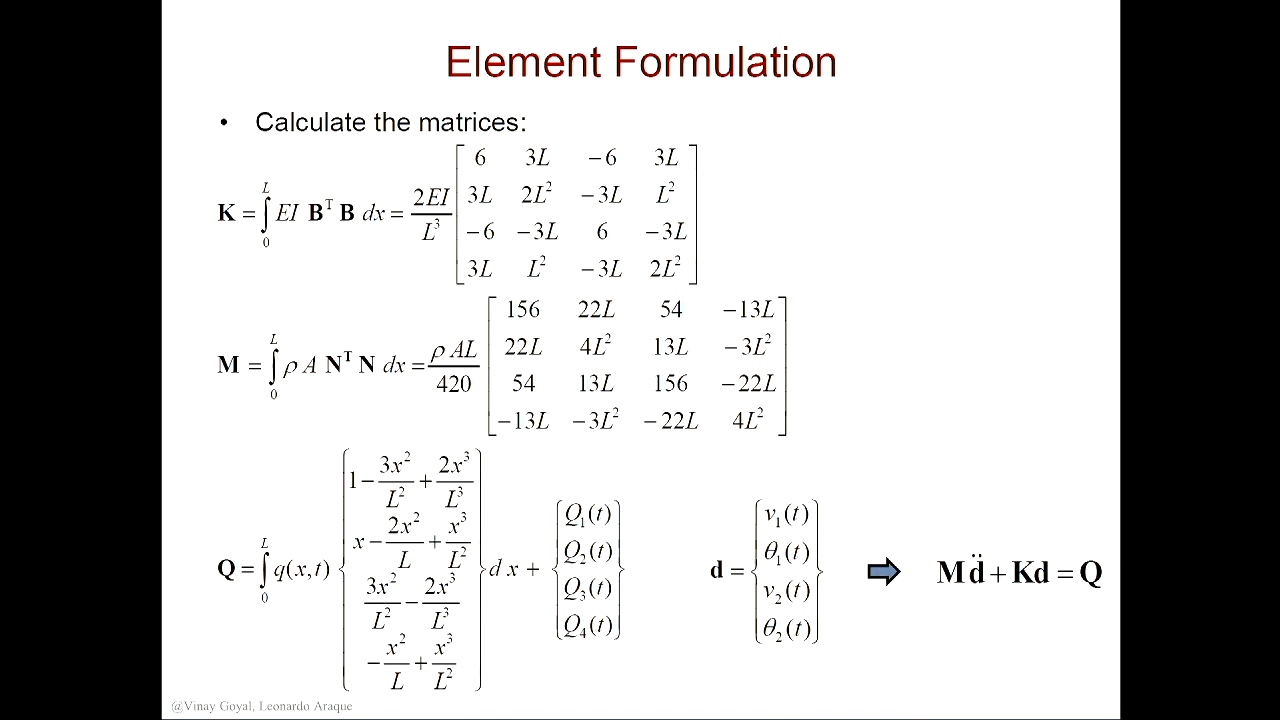 Element Formulation
• Calculate the matrices:
K = ∫₀ᴸ EI Bᵀ B dx = 2EI/L³ [6 3L −6 3L
3L 2L² −3L L²
−6 −3L 6 −3L
3L L² −3L 2L²]
M = ∫₀ᴸ ρ A Nᵀ N dx = ρ AL/420 [156 22L 54 −13L
22L 4L² 13L −3L²
54 13L 156 −22L
−13L −3L² −22L 4L²]
Q = ∫₀ᴸ q(x,t) {1 − 3x²/L² + 2x³/L³
x − 2x²/L + x³/L²
3x²/L² − 2x³/L³
−x²/L + x³/L²} dx + {Q₁(t)
Q₂(t)
Q₃(t)
Q₄(t)}
d = {v₁(t)
θ₁(t)
v₂(t)
θ₂(t)}
Md̈ + Kd = Q
@Vinay Goyal, Leonardo Araque